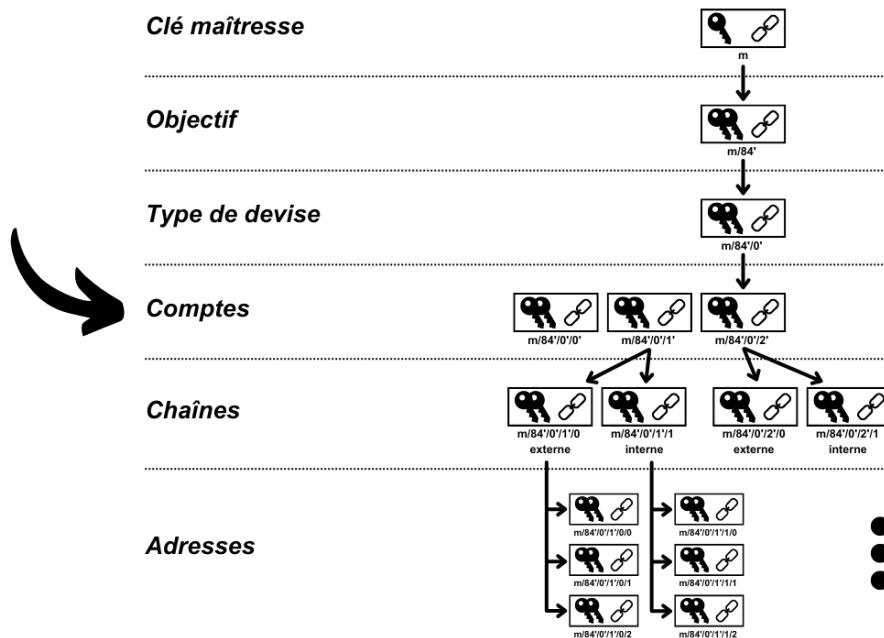 Clé maîtresse
m
Objectif
m/84'
Type de devise
m/84'/0'
Comptes
m/84'/0'/0' m/84'/0'/1' m/84'/0'/2'
Chaînes
m/84'/0'/1'/0 m/84'/0'/1'/1 m/84'/0'/2'/0 m/84'/0'/2'/1
externe interne externe interne
m/84'/0'/1'/0/0 m/84'/0'/1'/1/0
Adresses
m/84'/0'/1'/0/1 m/84'/0'/1'/1/1
m/84'/0'/1'/0/2 m/84'/0'/1'/1/2